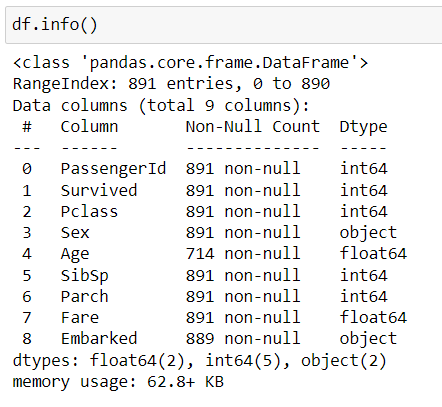 df.info()
<class 'pandas.core.frame.DataFrame'>
RangeIndex: 891 entries, 0 to 890
Data columns (total 9 columns):
 #   Column       Non-Null Count  Dtype
---  ------       --------------  -----
 0   PassengerId  891 non-null    int64
 1   Survived     891 non-null    int64
 2   Pclass       891 non-null    int64
 3   Sex          891 non-null    object
 4   Age          714 non-null    float64
 5   SibSp        891 non-null    int64
 6   Parch        891 non-null    int64
 7   Fare         891 non-null    float64
 8   Embarked     889 non-null    object
dtypes: float64(2), int64(5), object(2)
memory usage: 62.8+ KB